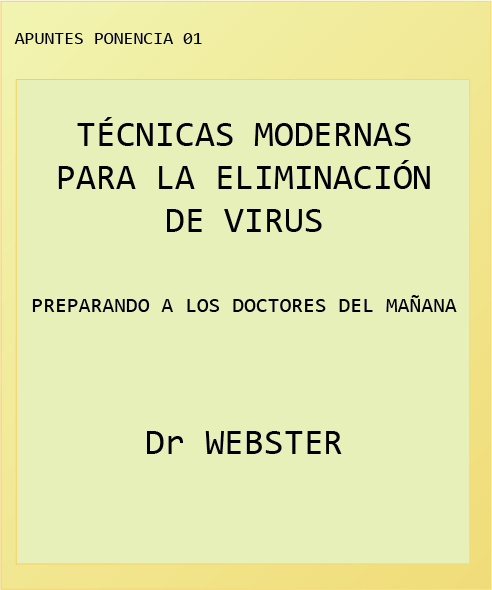 APUNTES PONENCIA 01
TÉCNICAS MODERNAS
PARA LA ELIMINACIÓN
DE VIRUS
PREPARANDO A LOS DOCTORES DEL MAÑANA
Dr WEBSTER